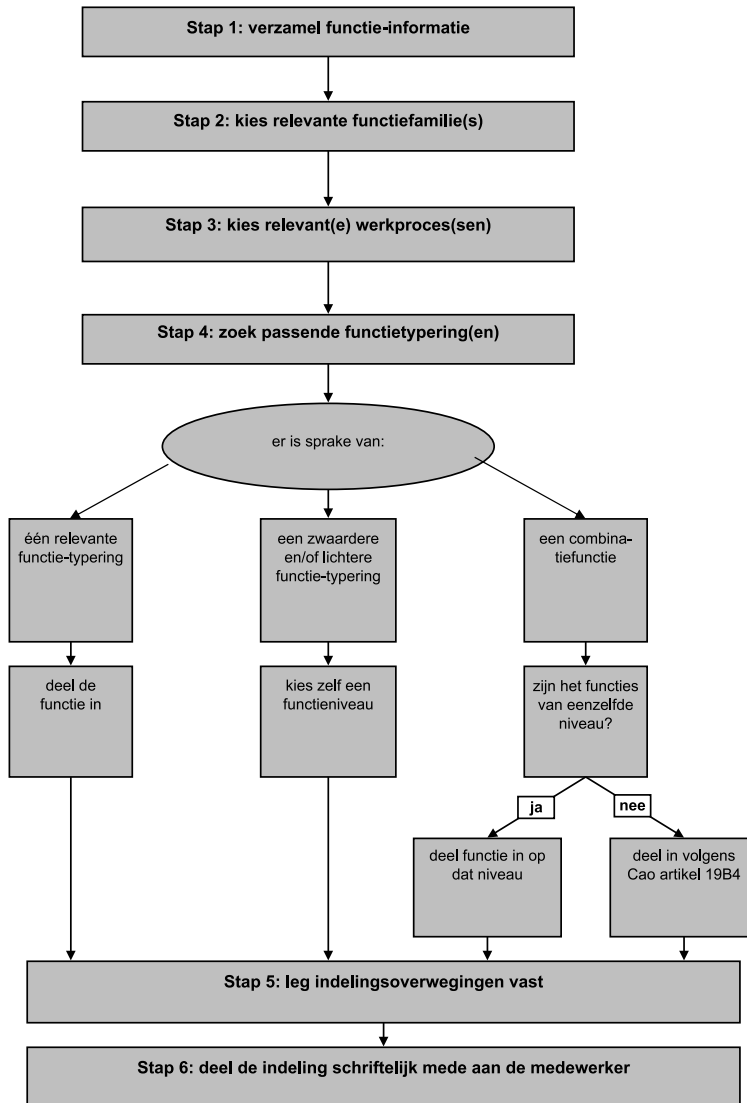 Stap 1: verzamel functie-informatie
Stap 2: kies relevante functiefamilie(s)
Stap 3: kies relevant(e) werkproces(sen)
Stap 4: zoek passende functietypering(en)
er is sprake van:
één relevante
functie-typering
een zwaardere
en/of lichtere
functie-typering
een combina-
tiefunctie
deel de
functie in
kies zelf een
functieniveau
zijn het functies
van eenzelfde
niveau?
ja
nee
deel functie in op
dat niveau
deel in volgens
Cao artikel 19B4
Stap 5: leg indelingsoverwegingen vast
Stap 6: deel de indeling schriftelijk mede aan de medewerker